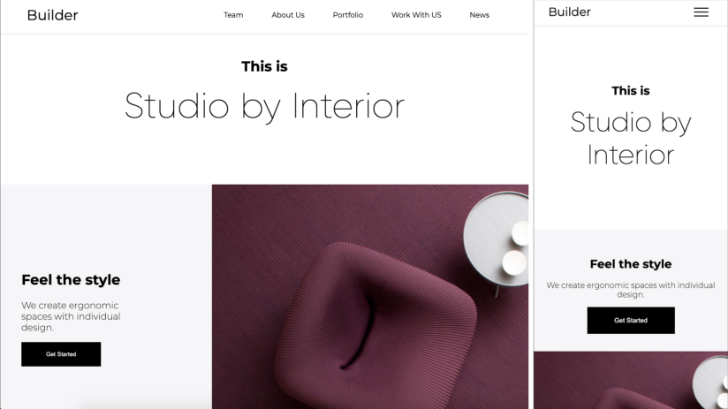 Builder
Team About Us Portfolio Work With US News
This is
Studio by Interior
Feel the style
We create ergonomic
spaces with individual
design.
Get Started
Builder
This is
Studio by
Interior
Feel the style
We create ergonomic spaces with individual
design.
Get Started